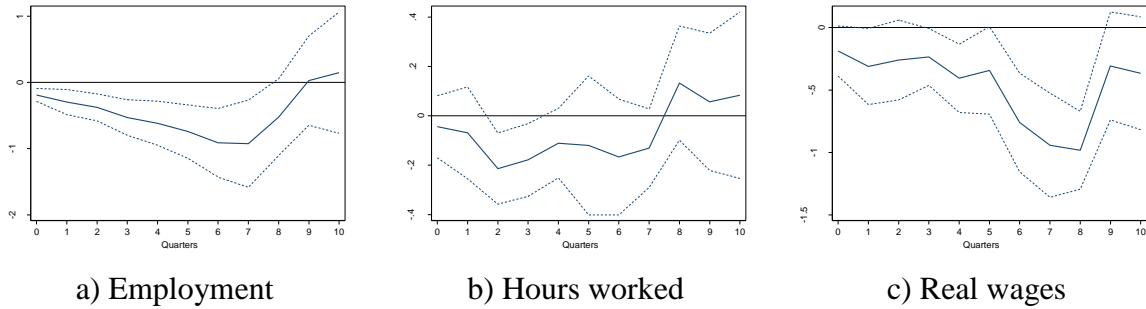 1
0
-1
-2
0 1 2 3 4 5 6 7 8 9 10
Quarters
a) Employment
.4
.2
0
-.2
-.4
0 1 2 3 4 5 6 7 8 9 10
Quarters
b) Hours worked
0
-.5
-1
-1.5
0 1 2 3 4 5 6 7 8 9 10
Quarters
c) Real wages